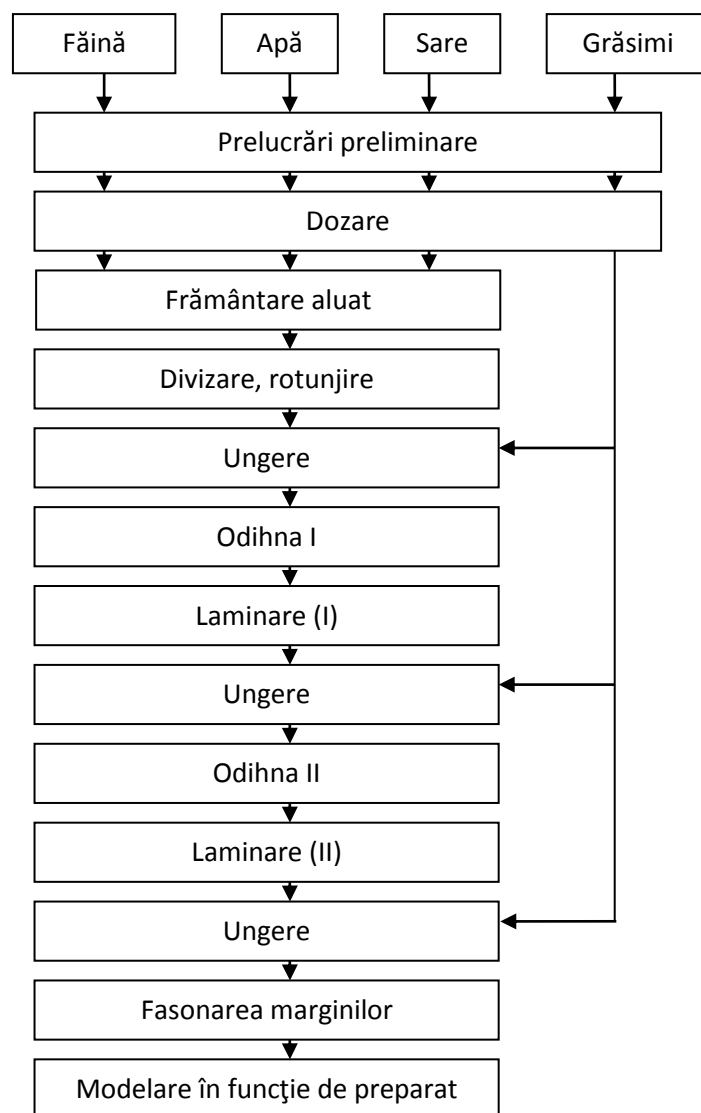 Făină
Apă
Sare
Grăsimi
Prelucrări preliminare
Dozare
Frământare aluat
Divizare, rotunjire
Ungere
Odihna I
Laminare (I)
Ungere
Odihna II
Laminare (II)
Ungere
Fasonarea marginilor
Modelare în funcţie de preparat